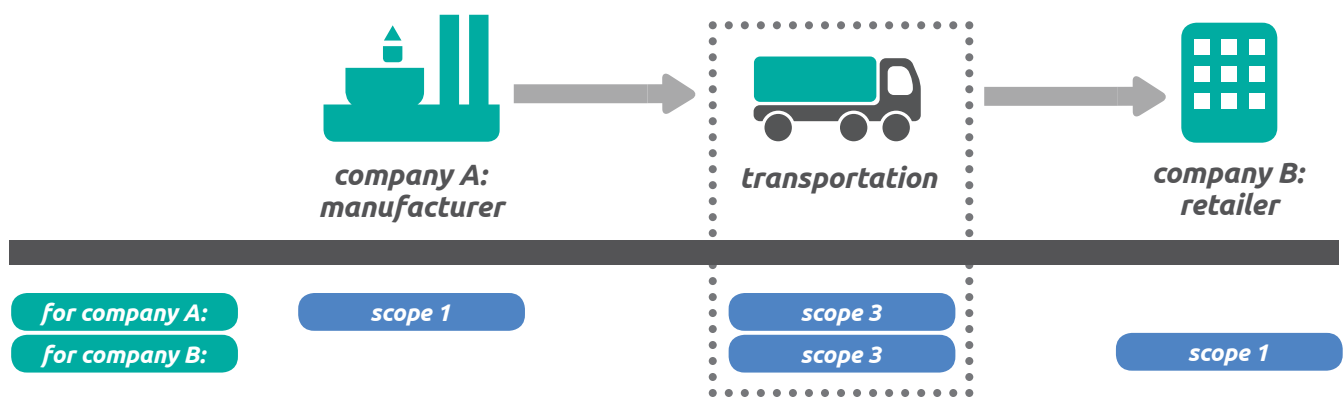 company A:
manufacturer
transportation
company B:
retailer
for company A:
scope 1
scope 3
for company B:
scope 3
scope 1